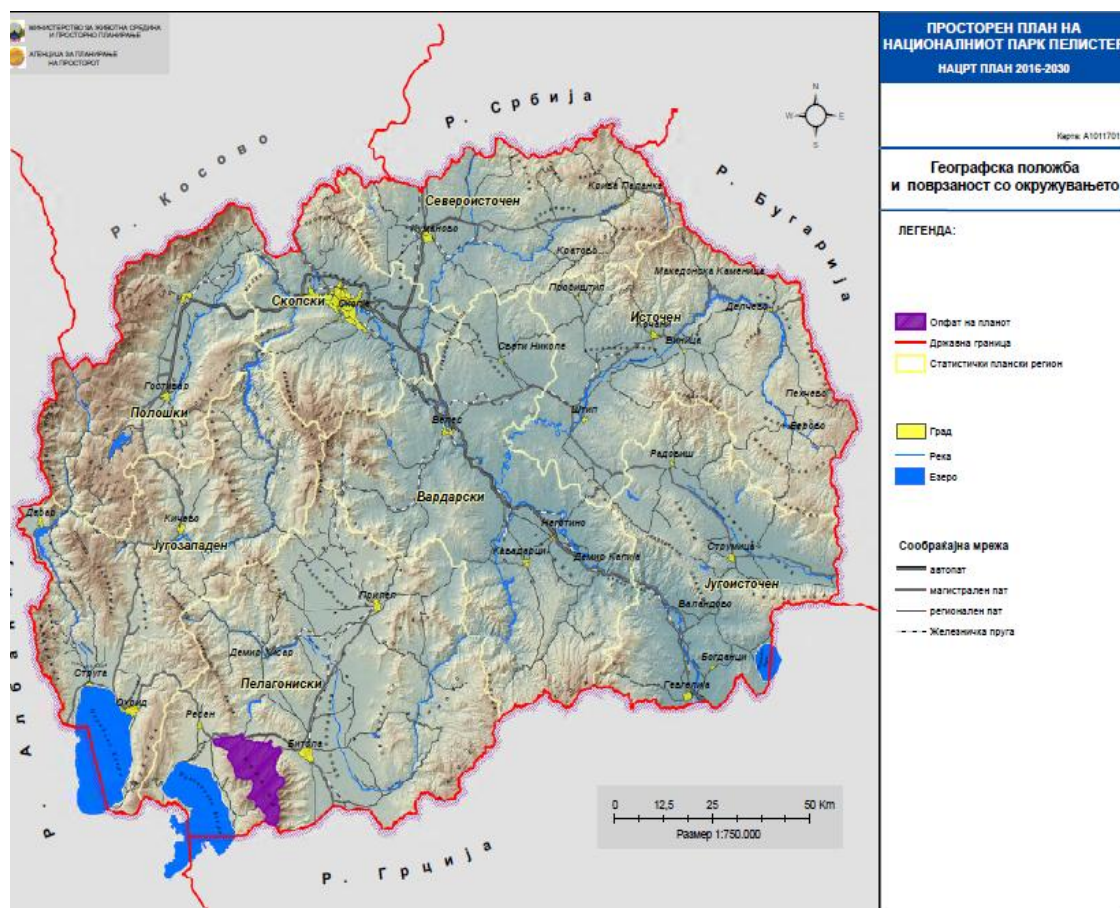 МИНИСТЕРСТВО ЗА ЖИВОТНА СРЕДИНА
И ПРОСТОРНО ПЛАНИРАЊЕ
АГЕНЦИЈА ЗА ПЛАНИРАЊЕ
НА ПРОСТОРОТ
ПРОСТОРЕН ПЛАН НА
НАЦИОНАЛНИОТ ПАРК ПЕЛИСТЕР
НАЦРТ ПЛАН 2016-2030
Карта: А1011701
Географска положба
и поврзаност со окружувањето
ЛЕГЕНДА:
Опфат на планот
Државна граница
Статистички плански регион
Град
Река
Езеро
Сообраќајна мрежа
автопат
магистрален пат
регионален пат
Железничка пруга
N
W
E
S
Р. Србија
Р. Косово
Р. Бугарија
Крива Паланка
Североисточен
Куманово
Кратово
Македонска Каменица
Пробиштип
Делчево
Скопски
Скопје
Источен
Кочани
Виница
Свети Николе
Гостивар
Пехчево
Полошки
Штип
Велес
Берово
Радовиш
Вардарски
Дебар
Кичево
Неготино
Југозападен
Кавадарци
Демир Капија
Струмица
Југоисточен
Прилеп
Валандово
Демир Хисар
Богданци
Струга
Пелагониски
Гевгелија
Охрид
Ресен
Битола
Р. Грција
0 12,5 25 50 Km
Размер 1:750.000